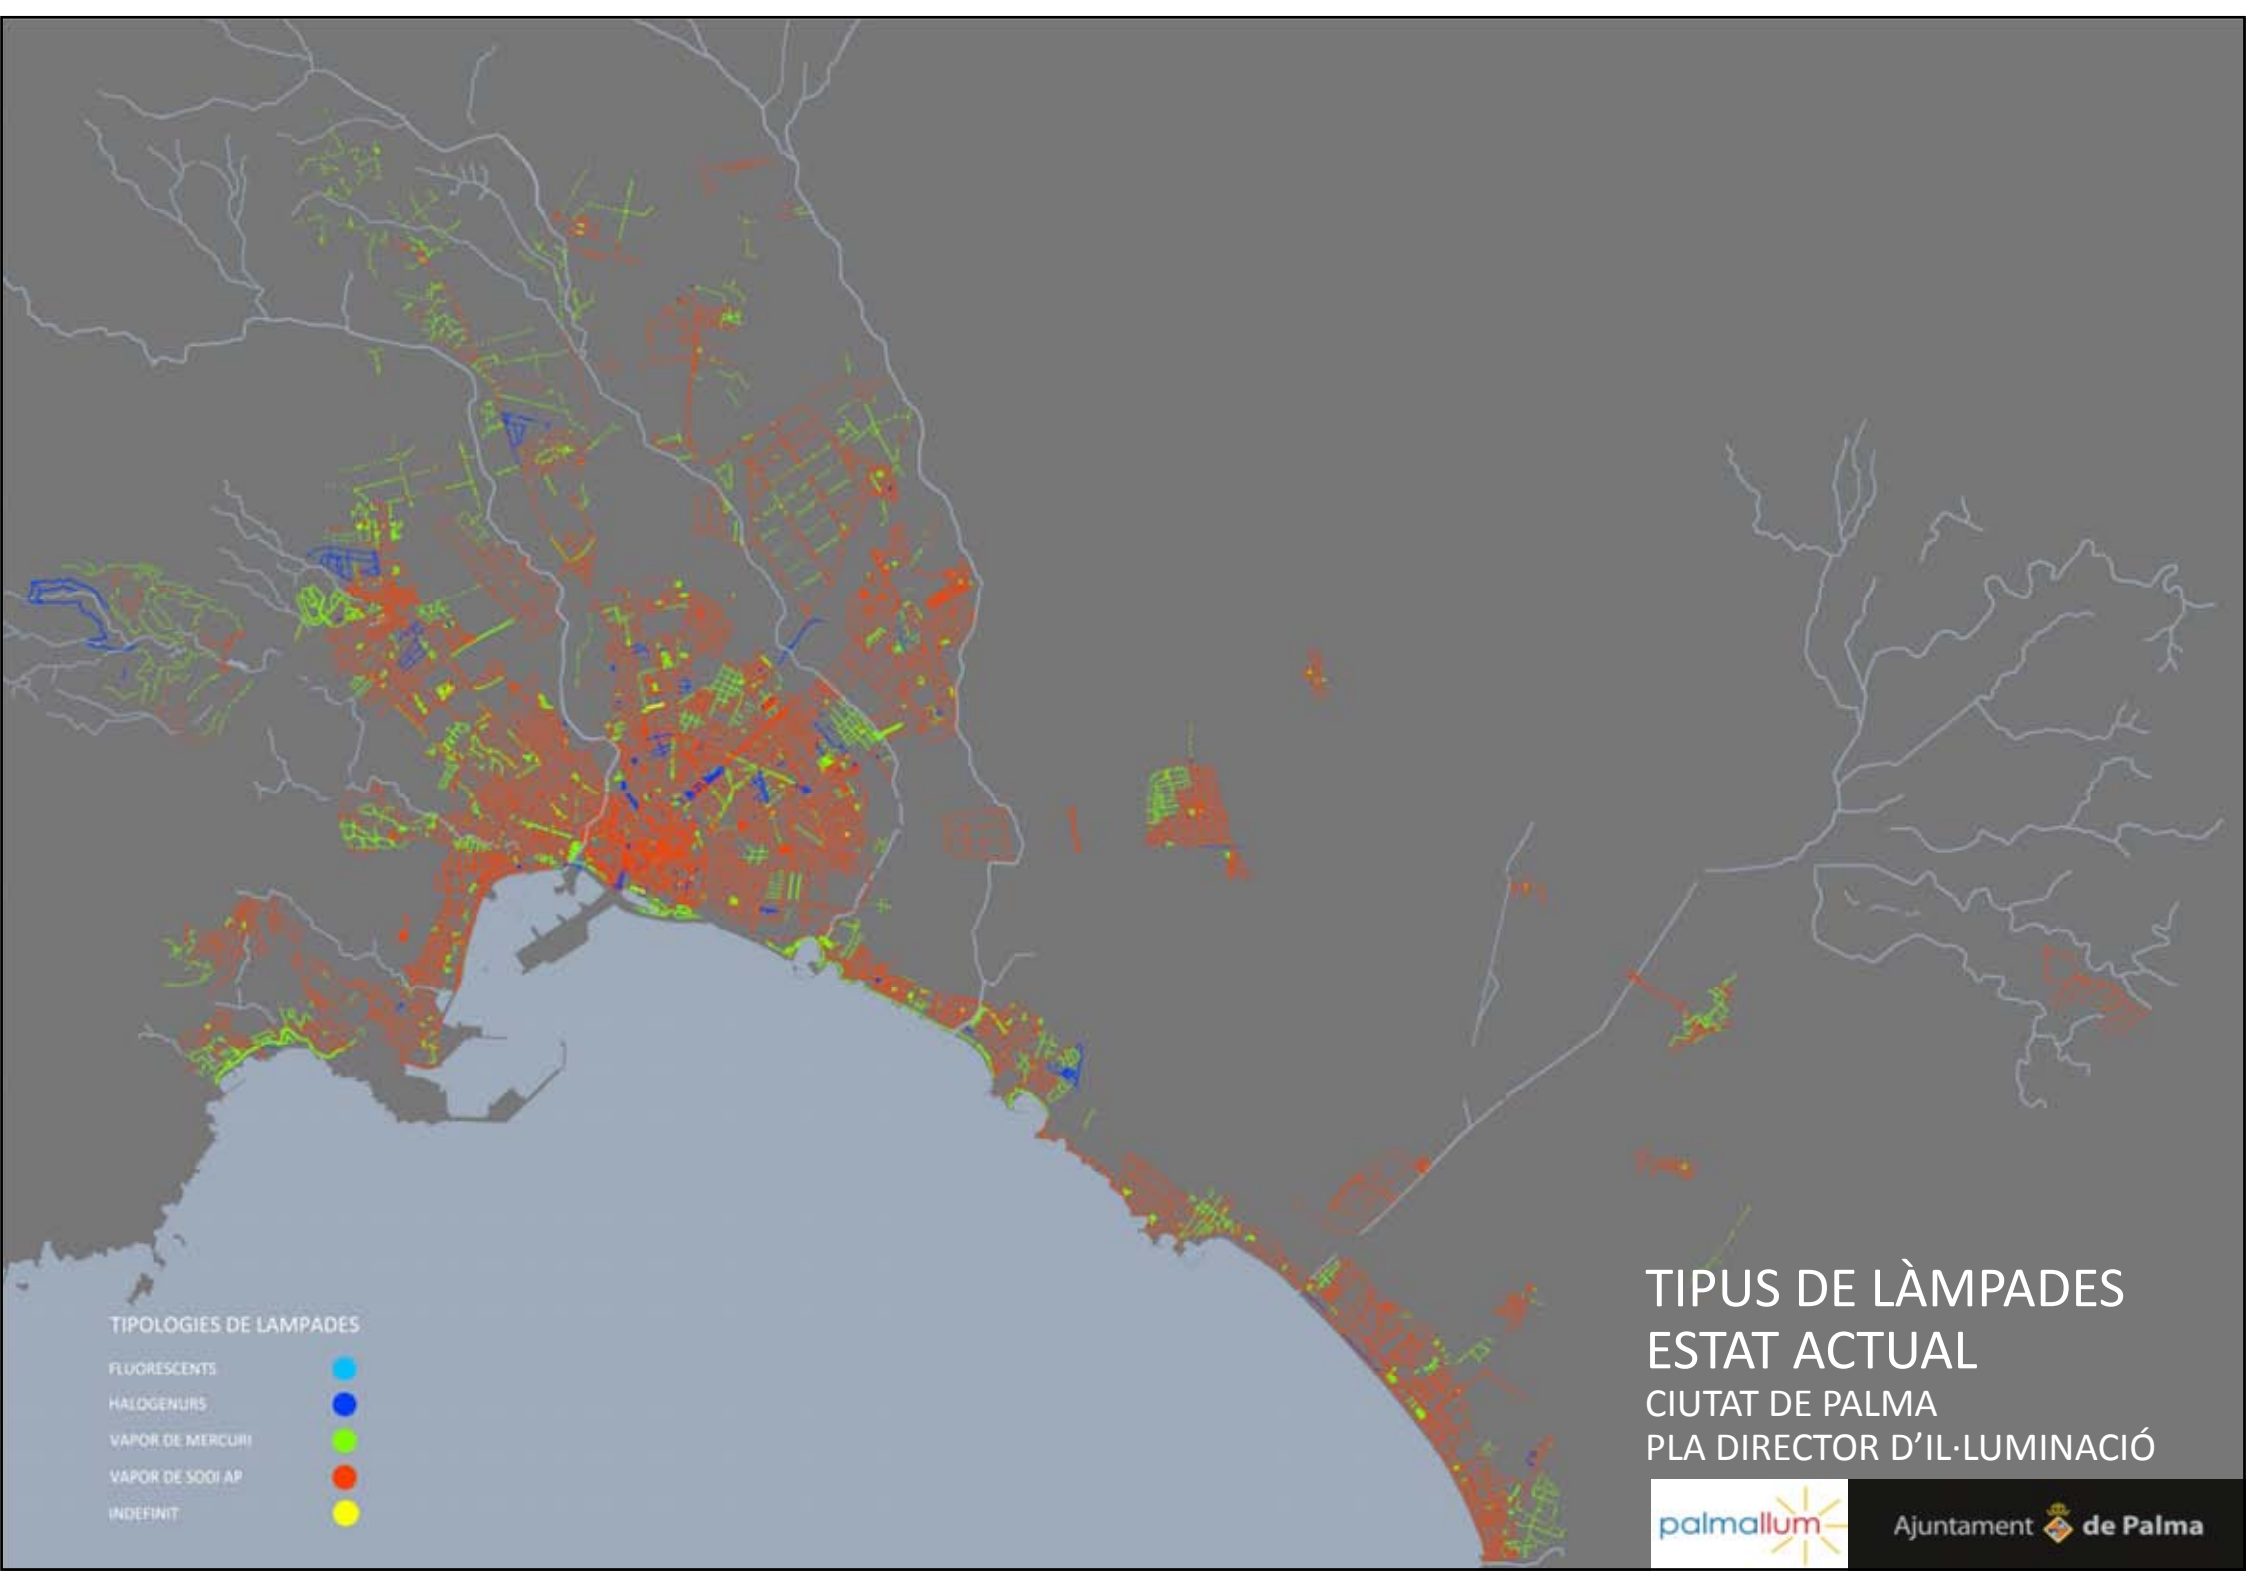 TIPOLOGIES DE LAMPADES
FLUORESCENTS
HALOGENURS
VAPOR DE MERCURI
VAPOR DE SODI AP
INDEFINIT
TIPUS DE LÀMPADES
ESTAT ACTUAL
CIUTAT DE PALMA
PLA DIRECTOR D’IL·LUMINACIÓ
palmallum
Ajuntament de Palma